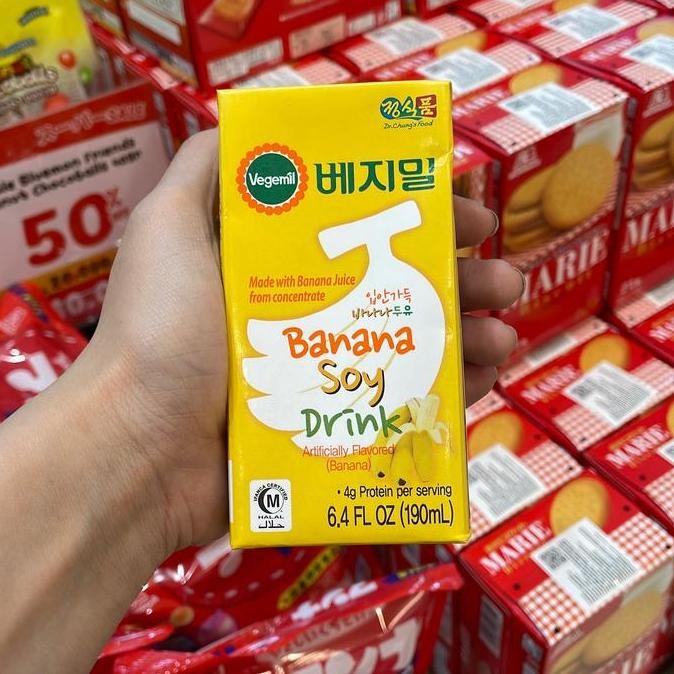 정식품
Dr.Chung's Food
Vegemil
베지밀
Made with Banana Juice
from concentrate
입안가득
바나나두유
Banana
Soy
Drink
Artificially Flavored
(Banana)
• 4g Protein per serving
6.4 FL OZ (190mL)
IFANCA CERTIFIED
M
HALAL
حلال
50%
MARIE
MARIE
MARIE
MARIE